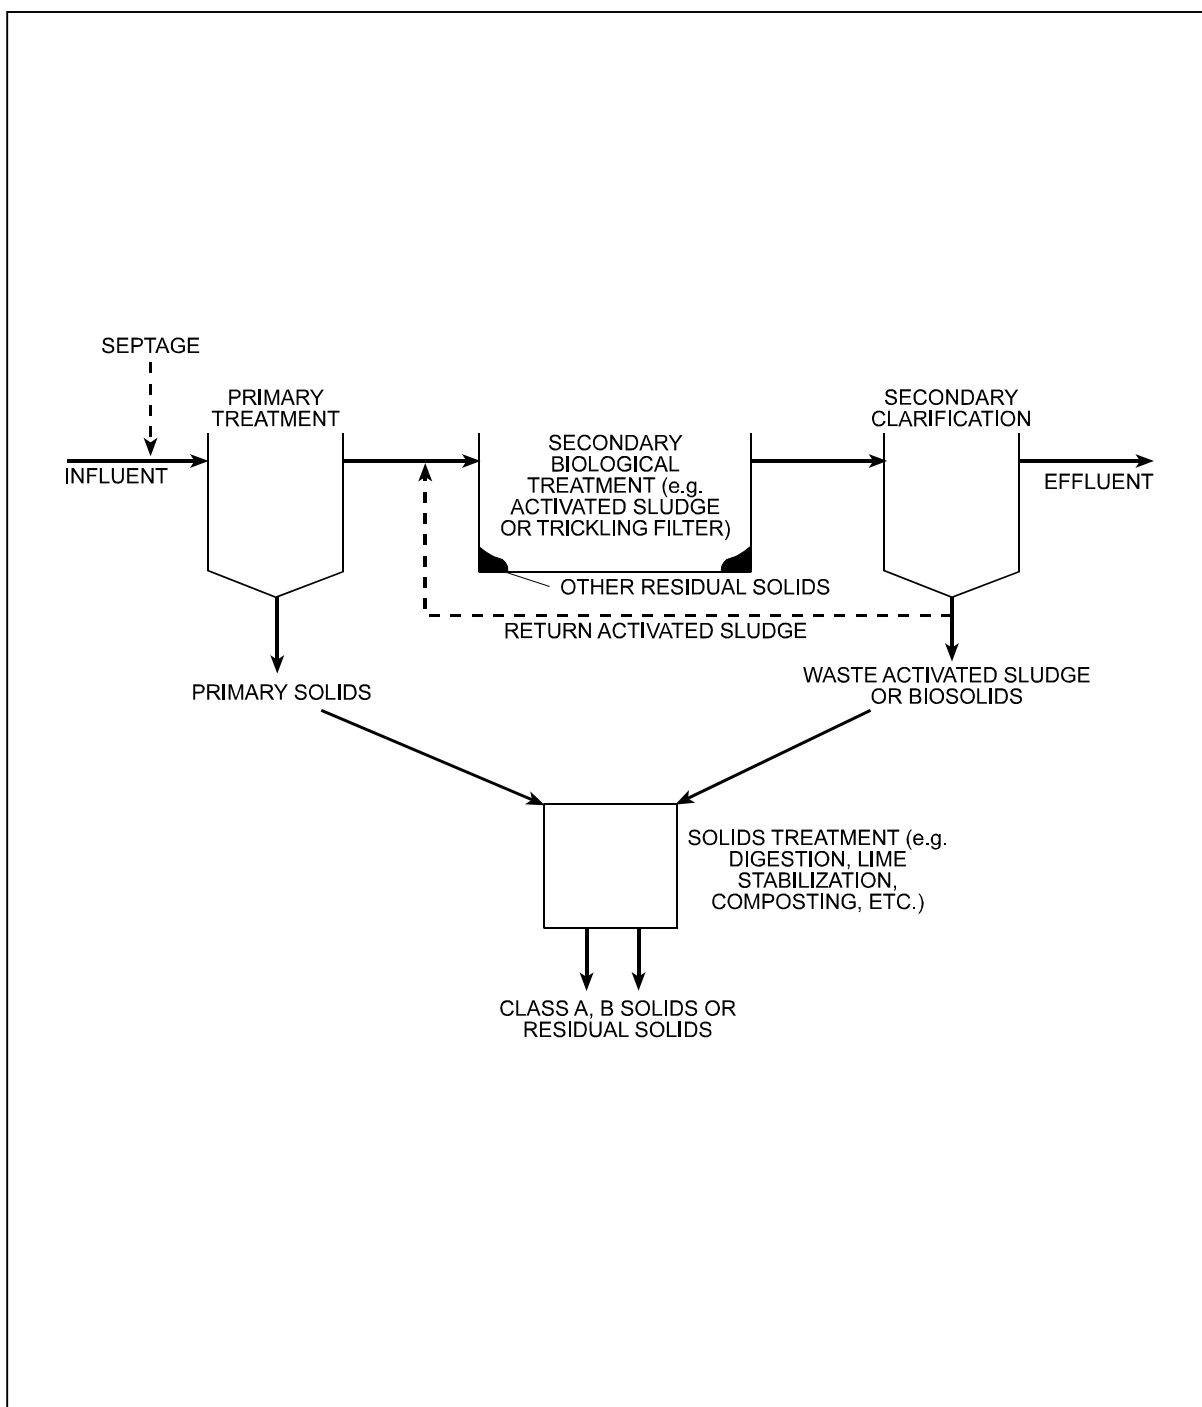 SEPTAGE
PRIMARY
TREATMENT
INFLUENT
SECONDARY
BIOLOGICAL
TREATMENT (e.g.
ACTIVATED SLUDGE
OR TRICKLING FILTER)
SECONDARY
CLARIFICATION
EFFLUENT
OTHER RESIDUAL SOLIDS
RETURN ACTIVATED SLUDGE
PRIMARY SOLIDS
WASTE ACTIVATED SLUDGE
OR BIOSOLIDS
SOLIDS TREATMENT (e.g.
DIGESTION, LIME
STABILIZATION,
COMPOSTING, ETC.)
CLASS A, B SOLIDS OR
RESIDUAL SOLIDS